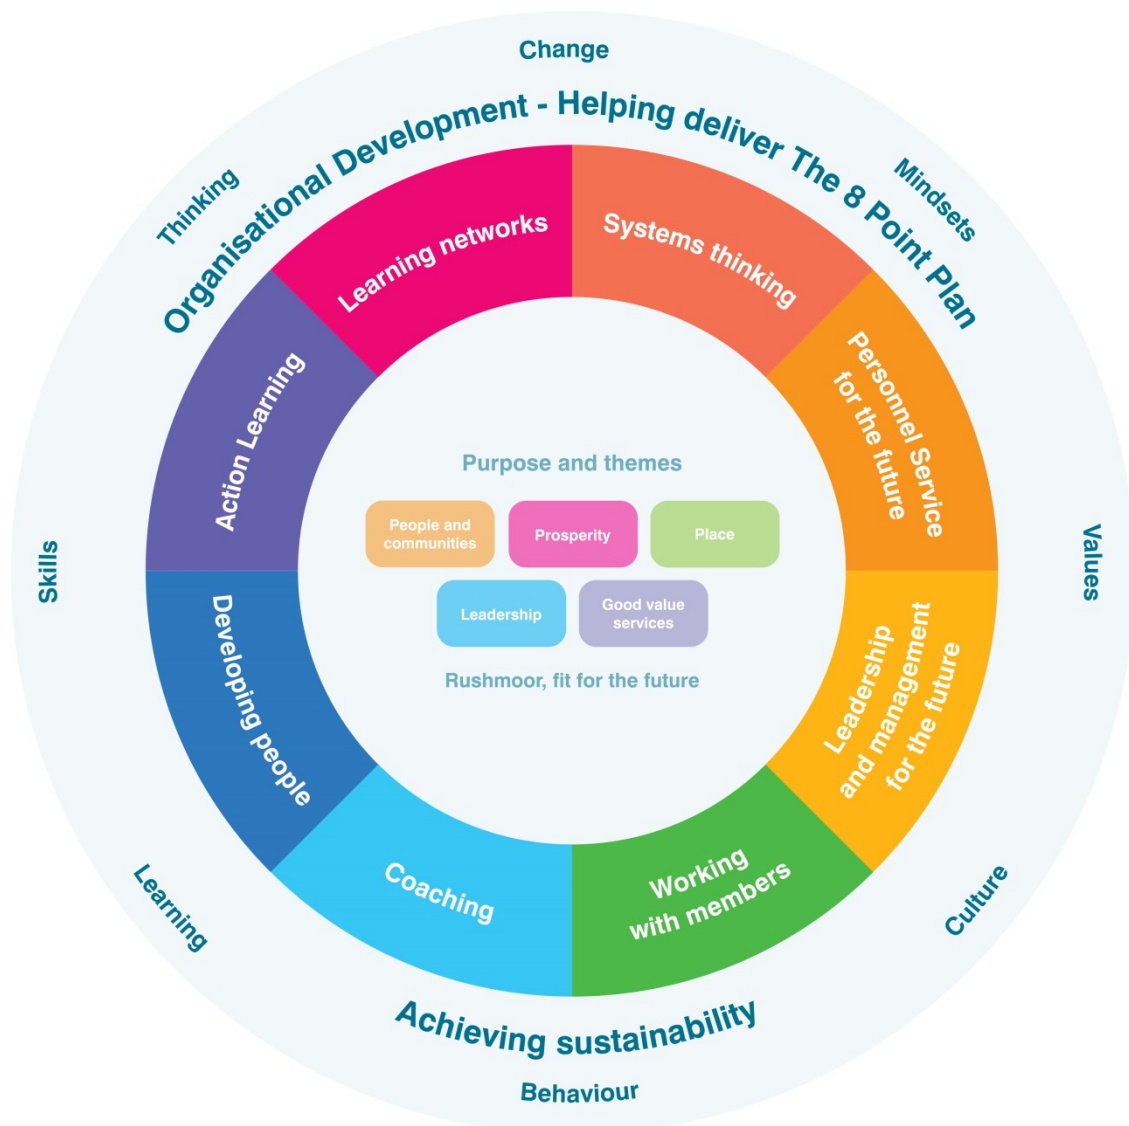 Change
Mindsets
Values
Culture
Behaviour
Learning
Skills
Thinking
Organisational Development - Helping deliver The 8 Point Plan
Systems thinking
Personnel Service
for the future
Leadership
and management
for the future
Working
with members
Coaching
Developing people
Action Learning
Learning networks
Purpose and themes
People and
communities
Prosperity
Place
Leadership
Good value
services
Rushmoor, fit for the future
Achieving sustainability